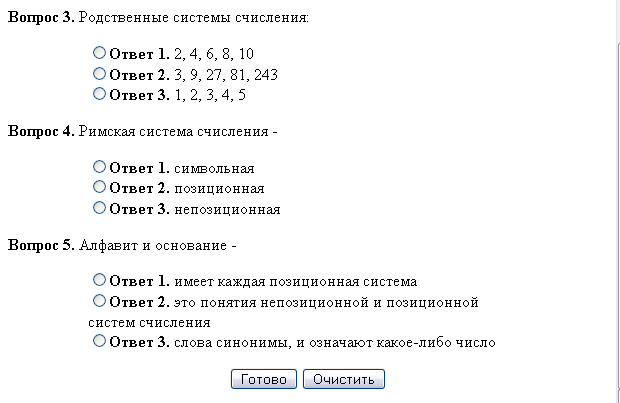 Вопрос 3. Родственные системы счисления:
Ответ 1. 2, 4, 6, 8, 10
Ответ 2. 3, 9, 27, 81, 243
Ответ 3. 1, 2, 3, 4, 5
Вопрос 4. Римская система счисления -
Ответ 1. символьная
Ответ 2. позиционная
Ответ 3. непозиционная
Вопрос 5. Алфавит и основание -
Ответ 1. имеет каждая позиционная система
Ответ 2. это понятия непозиционной и позиционной
систем счисления
Ответ 3. слова синонимы, и означают какое-либо число
Готово Очистить